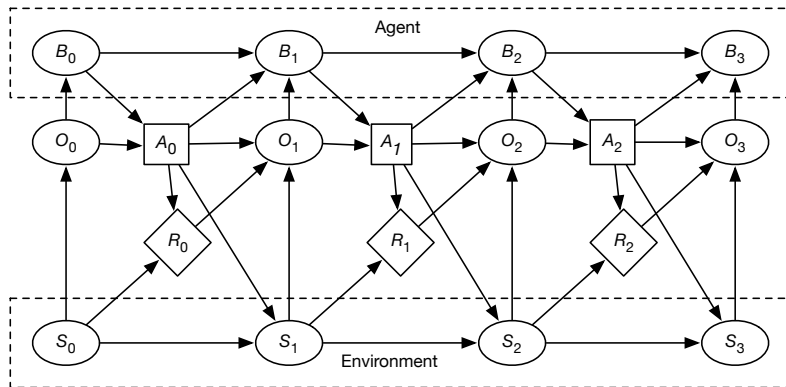 Agent
B₀ B₁ B₂ B₃
O₀ A₀ O₁ A₁ O₂ A₂ O₃
R₀ R₁ R₂
S₀ S₁ S₂ S₃
Environment